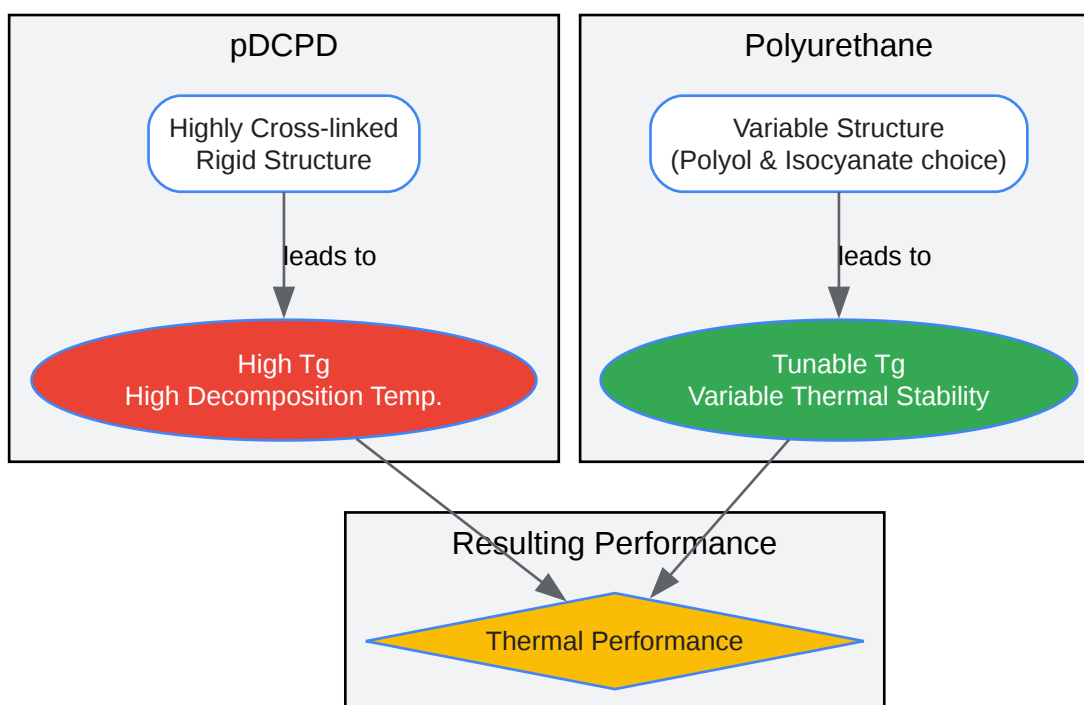 pDCPD
Highly Cross-linked
Rigid Structure
leads to
High Tg
High Decomposition Temp.
Polyurethane
Variable Structure
(Polyol & Isocyanate choice)
leads to
Tunable Tg
Variable Thermal Stability
Resulting Performance
Thermal Performance